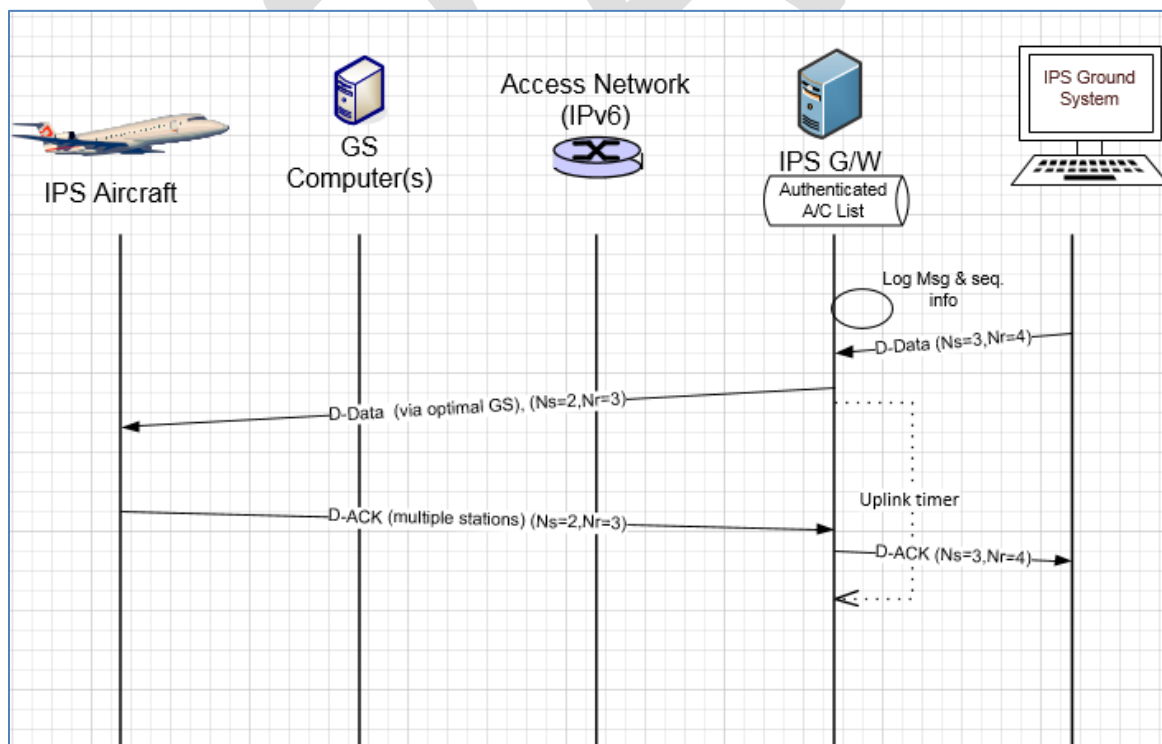 IPS Aircraft
GS
Computer(s)
Access Network
(IPv6)
IPS G/W
Authenticated
A/C List
IPS Ground
System
Log Msg & seq.
info
D-Data (Ns=3,Nr=4)
D-Data (via optimal GS), (Ns=2,Nr=3)
Uplink timer
D-ACK (multiple stations) (Ns=2,Nr=3)
D-ACK (Ns=3,Nr=4)